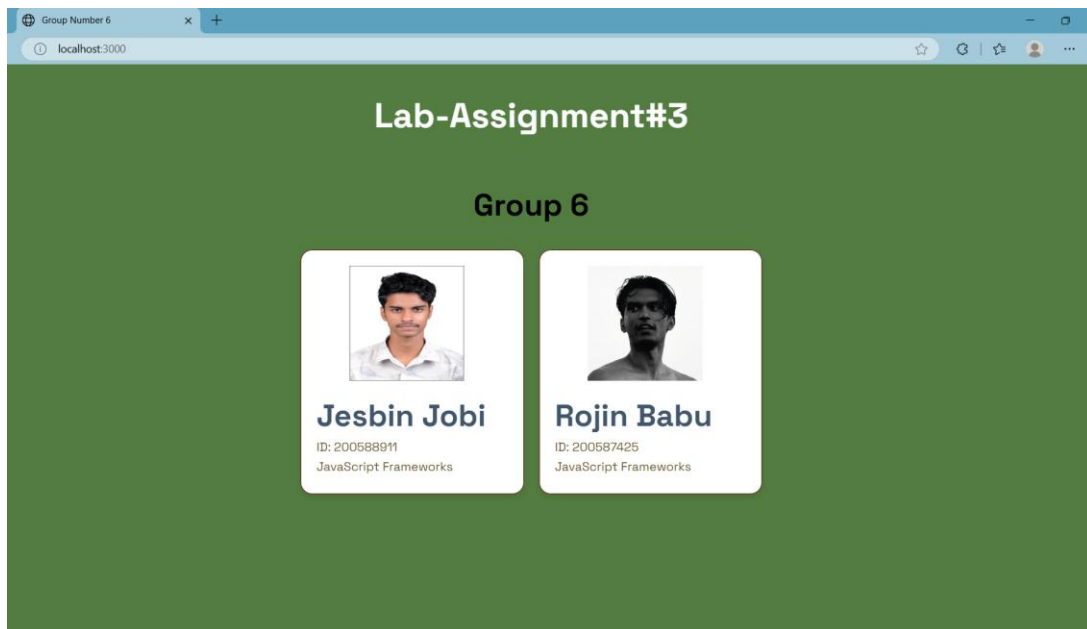 Group Number 6
localhost:3000
Lab-Assignment#3
Group 6
Jesbin Jobi
ID: 200588911
JavaScript Frameworks
Rojin Babu
ID: 200587425
JavaScript Frameworks